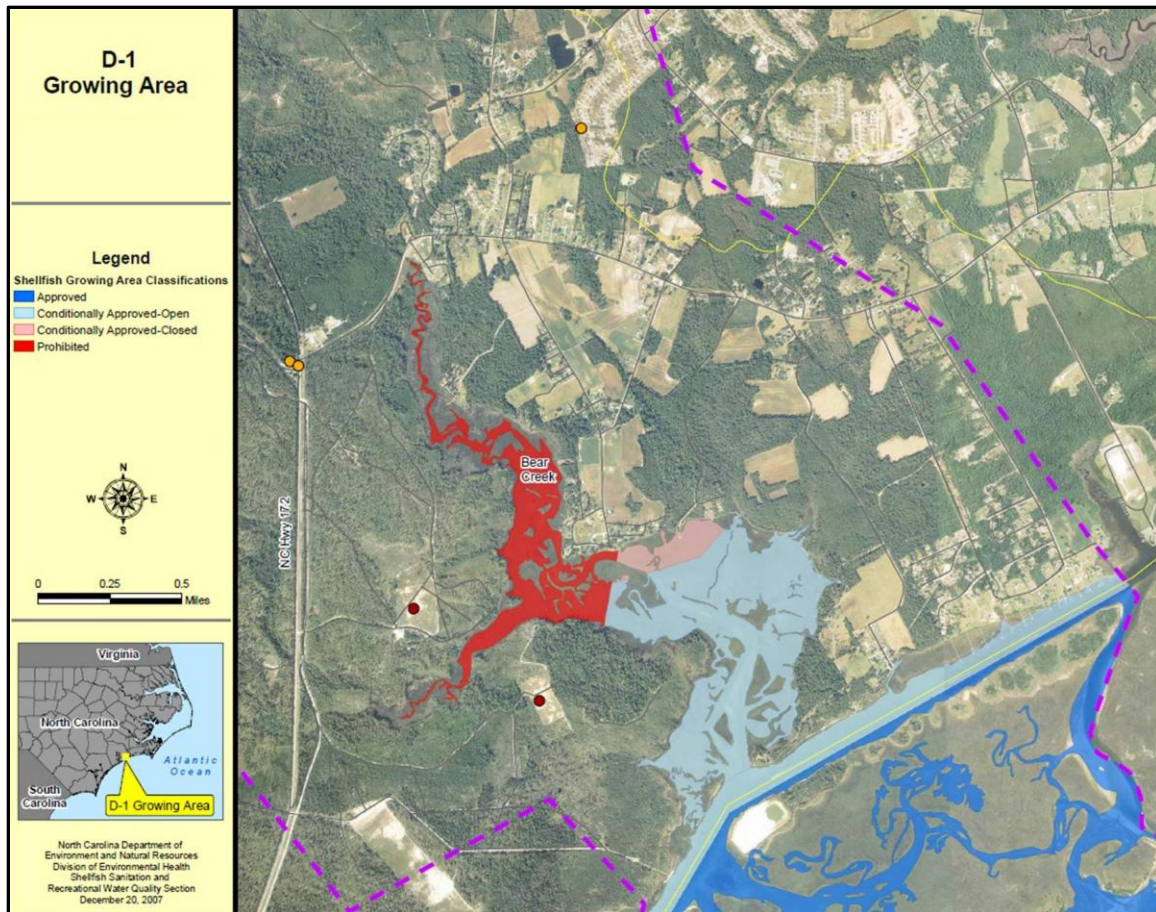 D-1
Growing Area
Legend
Shellfish Growing Area Classifications
Approved
Conditionally Approved-Open
Conditionally Approved-Closed
Prohibited
N
W E
S
0 0.25 0.5
Miles
Virginia
North Carolina
Atlantic
Ocean
South
Carolina
D-1 Growing Area
North Carolina Department of
Environment and Natural Resources
Division of Environmental Health
Shellfish Sanitation and
Recreational Water Quality Section
December 20, 2007
Bear
Creek
NC Hwy 172